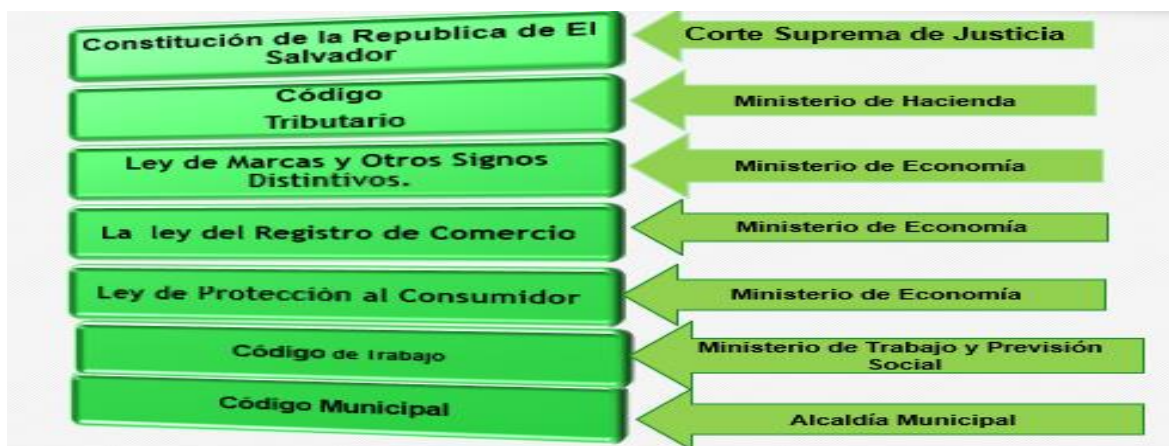 Constitución de la Republica de El
Salvador
Corte Suprema de Justicia
Código
Tributario
Ministerio de Hacienda
Ley de Marcas y Otros Signos
Distintivos.
Ministerio de Economía
La ley del Registro de Comercio
Ministerio de Economía
Ley de Protección al Consumidor
Ministerio de Economía
Código de Trabajo
Ministerio de Trabajo y Previsión
Social
Código Municipal
Alcaldía Municipal